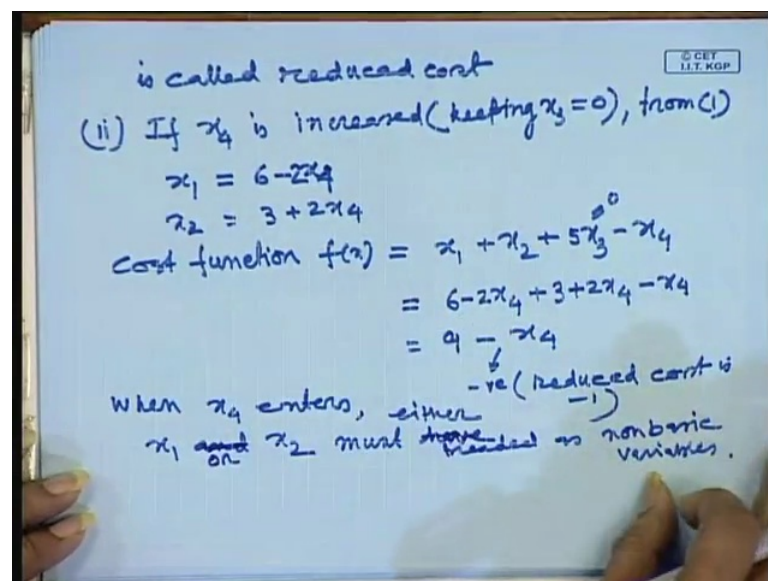 © CET
I.I.T. KGP
is called reduced cost
(ii) If x₄ is increased (keeping x₃ = 0), from (1)
x₁ = 6 - 2x₄
x₂ = 3 + 2x₄
cost function f(x) = x₁ + x₂ + 5x₃ - x₄
0
= 6 - 2x₄ + 3 + 2x₄ - x₄
= 9 - x₄
-ve (reduced cost is
-1)
When x₄ enters, either
x₁ or x₂ must treaded as nonbasic
variables.